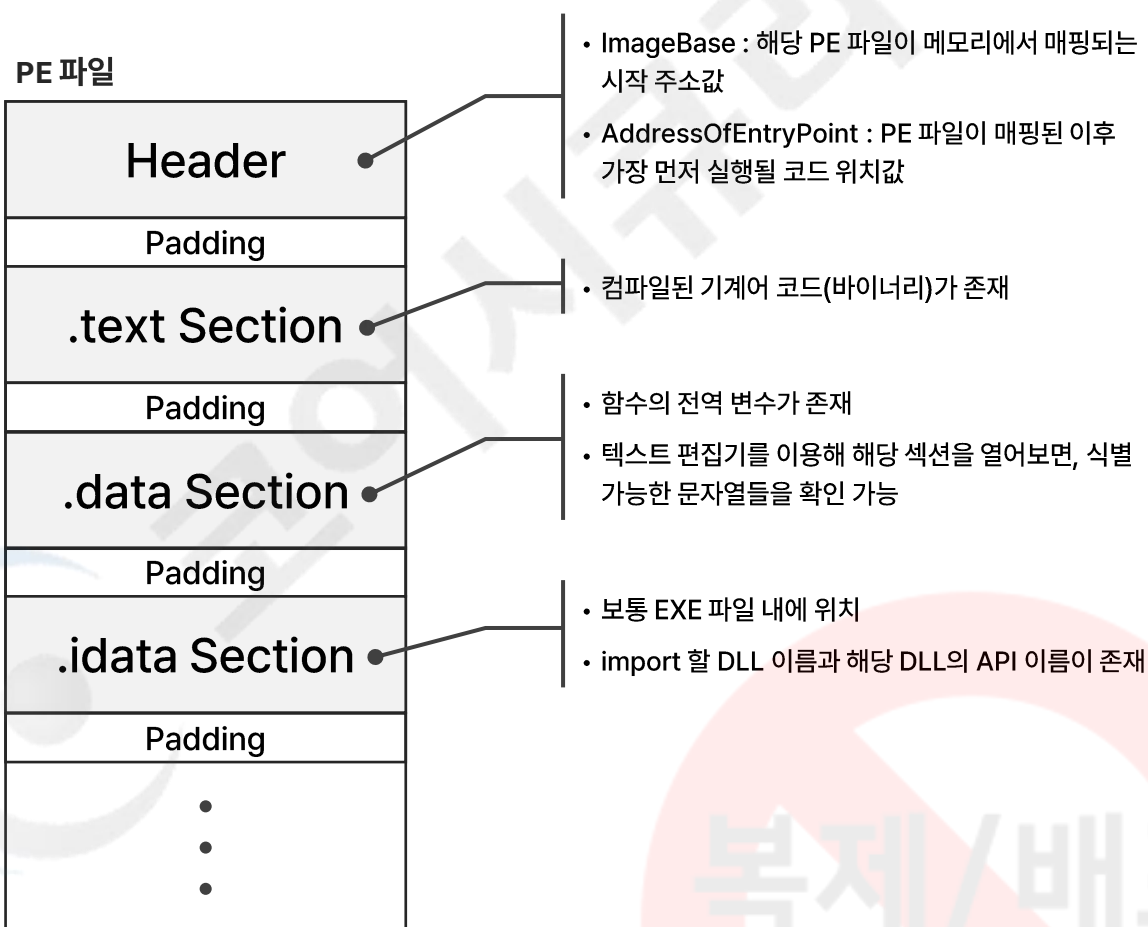 PE 파일
Header
Padding
.text Section
Padding
.data Section
Padding
.idata Section
Padding
• ImageBase : 해당 PE 파일이 메모리에서 매핑되는
시작 주소값
• AddressOfEntryPoint : PE 파일이 매핑된 이후
가장 먼저 실행될 코드 위치값
• 컴파일된 기계어 코드(바이너리)가 존재
• 함수의 전역 변수가 존재
• 텍스트 편집기를 이용해 해당 섹션을 열어보면, 식별
가능한 문자열들을 확인 가능
• 보통 EXE 파일 내에 위치
• import 할 DLL 이름과 해당 DLL의 API 이름이 존재
복제/배